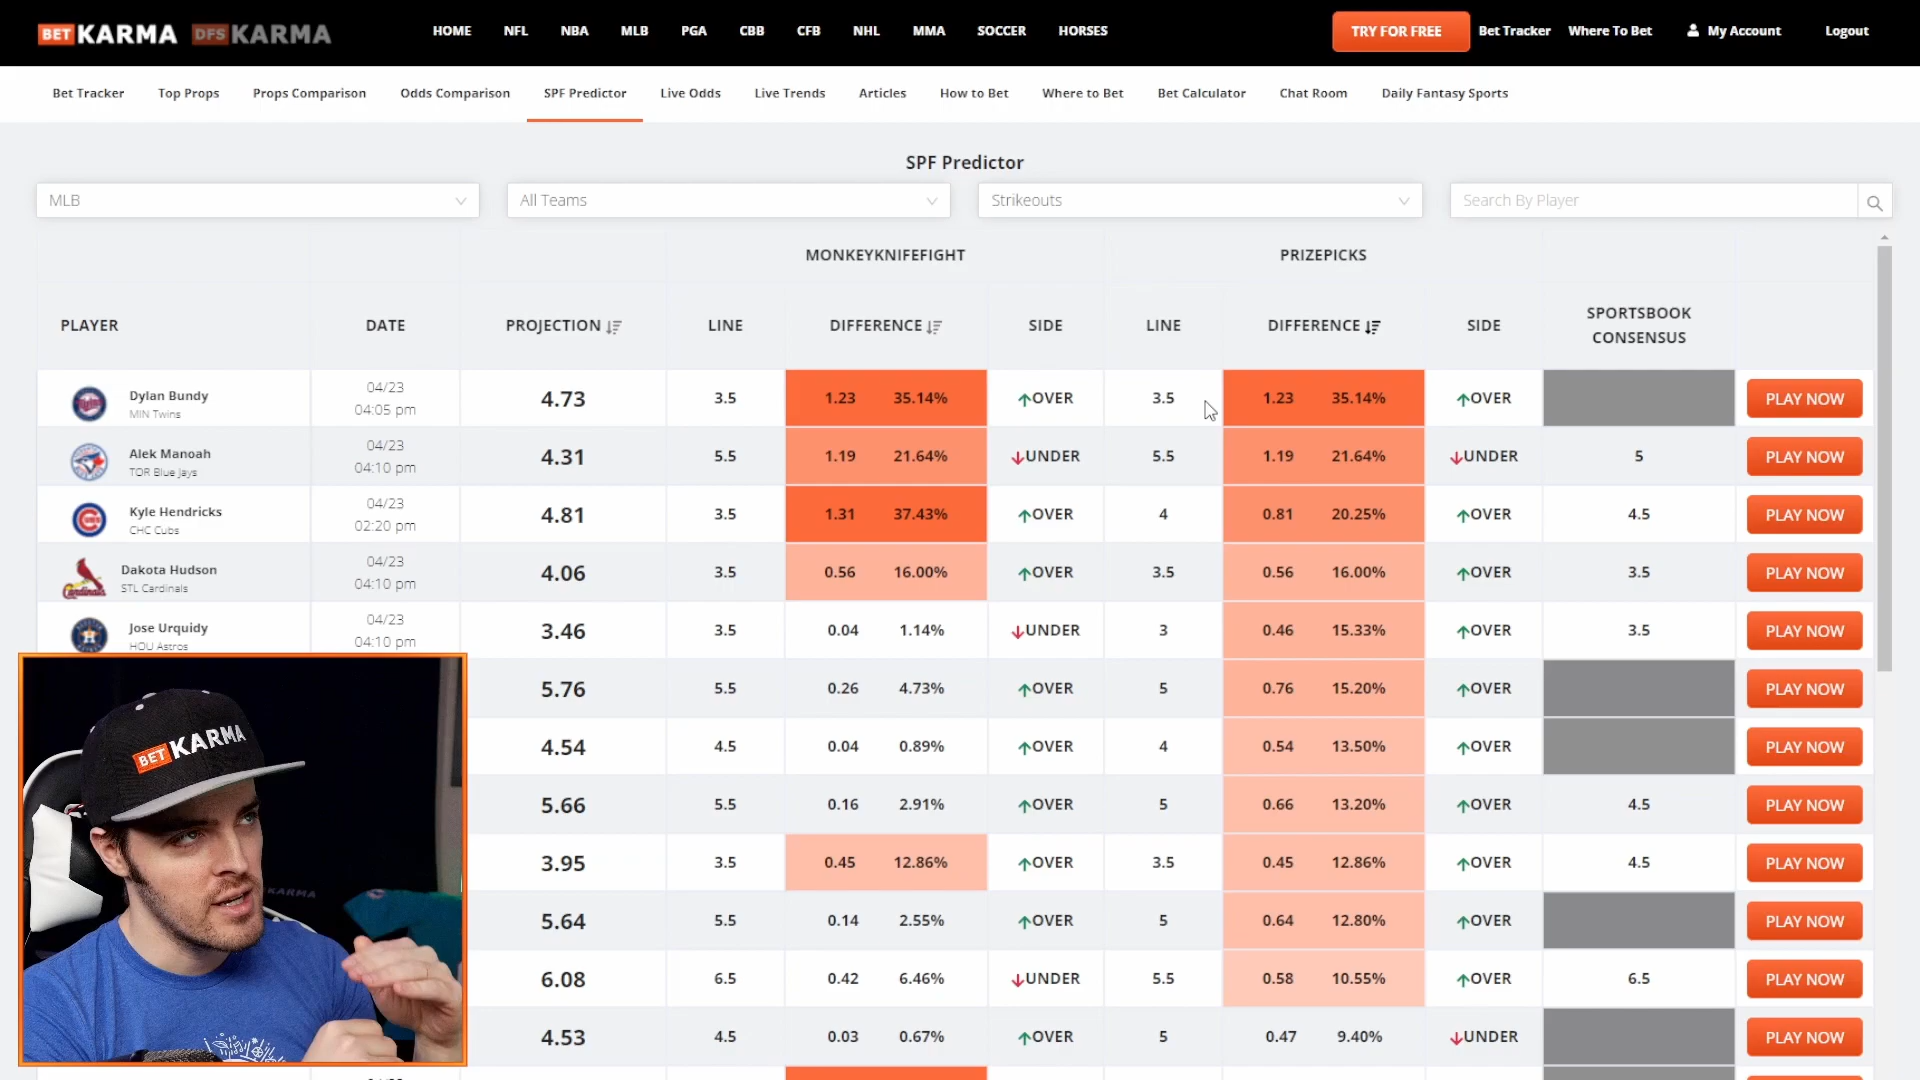 BET KARMA DFS KARMA HOME NFL NBA MLB PGA CBB CFB NHL MMA SOCCER HORSES TRY FOR FREE Bet Tracker Where To Bet My Account Logout
Bet Tracker Top Props Props Comparison Odds Comparison SPF Predictor Live Odds Live Trends Articles How to Bet Where to Bet Bet Calculator Chat Room Daily Fantasy Sports
SPF Predictor
MLB All Teams Strikeouts Search By Player
MONKEYKNIFEFIGHT PRIZEPICKS
PLAYER DATE PROJECTION LINE DIFFERENCE SIDE LINE DIFFERENCE SIDE SPORTSBOOK
CONSENSUS
Dylan Bundy 04/23 4.73 3.5 1.23 35.14% OVER 3.5 1.23 35.14% OVER PLAY NOW
MIN Twins 04:05 pm
Alek Manoah 04/23 4.31 5.5 1.19 21.64% UNDER 5.5 1.19 21.64% UNDER 5 PLAY NOW
TOR Blue Jays 04:10 pm
Kyle Hendricks 04/23 4.81 3.5 1.31 37.43% OVER 4 0.81 20.25% OVER 4.5 PLAY NOW
CHC Cubs 02:20 pm
Dakota Hudson 04/23 4.06 3.5 0.56 16.00% OVER 3.5 0.56 16.00% OVER 3.5 PLAY NOW
STL Cardinals 04:10 pm
Jose Urquidy 04/23 3.46 3.5 0.04 1.14% UNDER 3 0.46 15.33% OVER 3.5 PLAY NOW
HOU Astros 04:10 pm
5.76 5.5 0.26 4.73% OVER 5 0.76 15.20% OVER PLAY NOW
4.54 4.5 0.04 0.89% OVER 4 0.54 13.50% OVER PLAY NOW
5.66 5.5 0.16 2.91% OVER 5 0.66 13.20% OVER 4.5 PLAY NOW
3.95 3.5 0.45 12.86% OVER 3.5 0.45 12.86% OVER 4.5 PLAY NOW
5.64 5.5 0.14 2.55% OVER 5 0.64 12.80% OVER PLAY NOW
6.08 6.5 0.42 6.46% UNDER 5.5 0.58 10.55% OVER 6.5 PLAY NOW
4.53 4.5 0.03 0.67% OVER 5 0.47 9.40% UNDER PLAY NOW
BET KARMA
KARMA